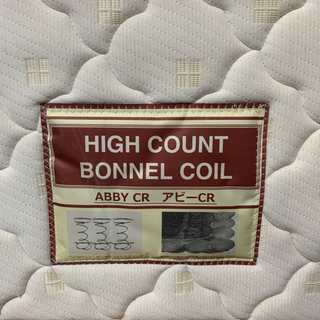 HIGH COUNT
BONNEL COIL
ABBY CR アビーCR